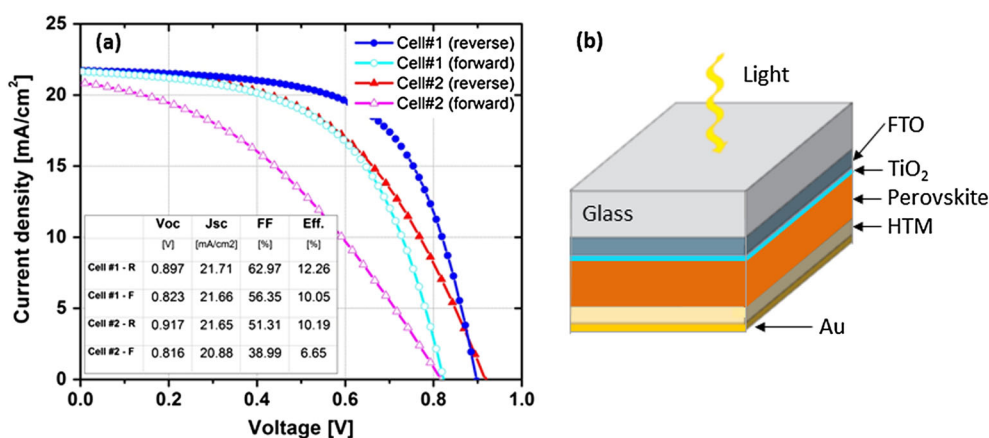 (a)
Cell#1 (reverse)
Cell#1 (forward)
Cell#2 (reverse)
Cell#2 (forward)
Current density [mA/cm²]
25
20
15
10
5
0
Voc Jsc FF Eff.
[V] [mA/cm2] [%] [%]
Cell #1 - R 0.897 21.71 62.97 12.26
Cell #1 - F 0.823 21.66 56.35 10.05
Cell #2 - R 0.917 21.65 51.31 10.19
Cell #2 - F 0.816 20.88 38.99 6.65
0.0 0.2 0.4 0.6 0.8 1.0
Voltage [V]
(b)
Light
FTO
TiO₂
Perovskite
HTM
Glass
Au